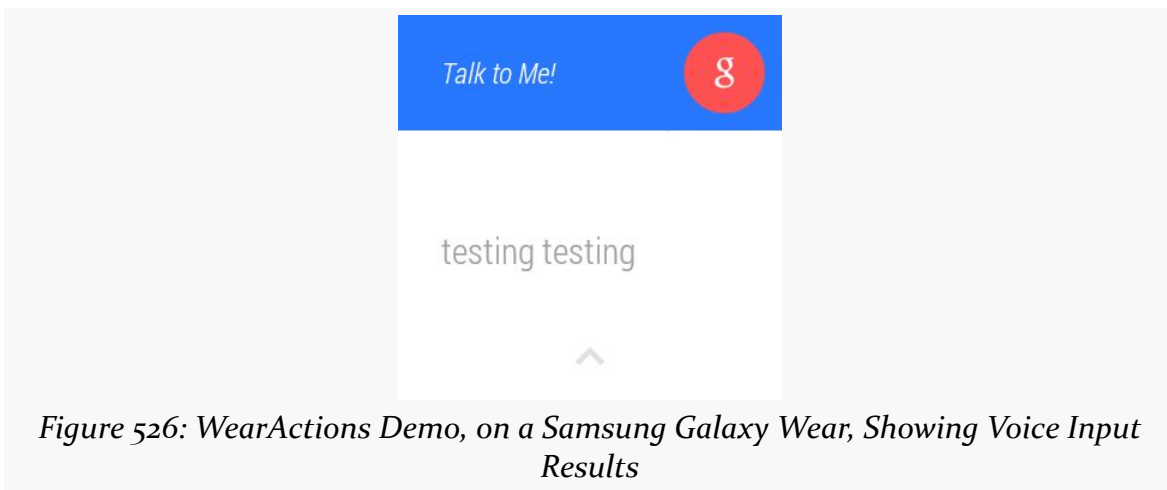 Talk to Me!
g
testing testing
Figure 526: WearActions Demo, on a Samsung Galaxy Wear, Showing Voice Input
Results